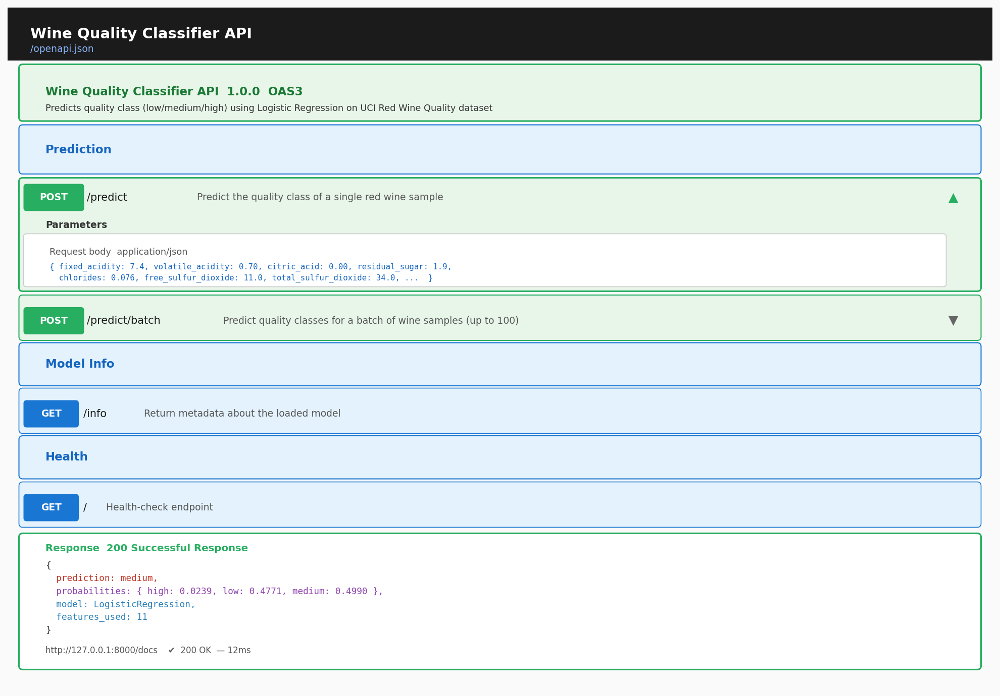 Wine Quality Classifier API
/openapi.json
Wine Quality Classifier API  1.0.0  OAS3
Predicts quality class (low/medium/high) using Logistic Regression on UCI Red Wine Quality dataset
Prediction
POST /predict Predict the quality class of a single red wine sample ▲
Parameters
Request body  application/json
{ fixed_acidity: 7.4, volatile_acidity: 0.70, citric_acid: 0.00, residual_sugar: 1.9,
  chlorides: 0.076, free_sulfur_dioxide: 11.0, total_sulfur_dioxide: 34.0, ...  }
POST /predict/batch Predict quality classes for a batch of wine samples (up to 100) ▼
Model Info
GET /info Return metadata about the loaded model
Health
GET / Health-check endpoint
Response  200 Successful Response
{
  prediction: medium,
  probabilities: { high: 0.0239, low: 0.4771, medium: 0.4990 },
  model: LogisticRegression,
  features_used: 11
}
http://127.0.0.1:8000/docs  ✔  200 OK  — 12ms